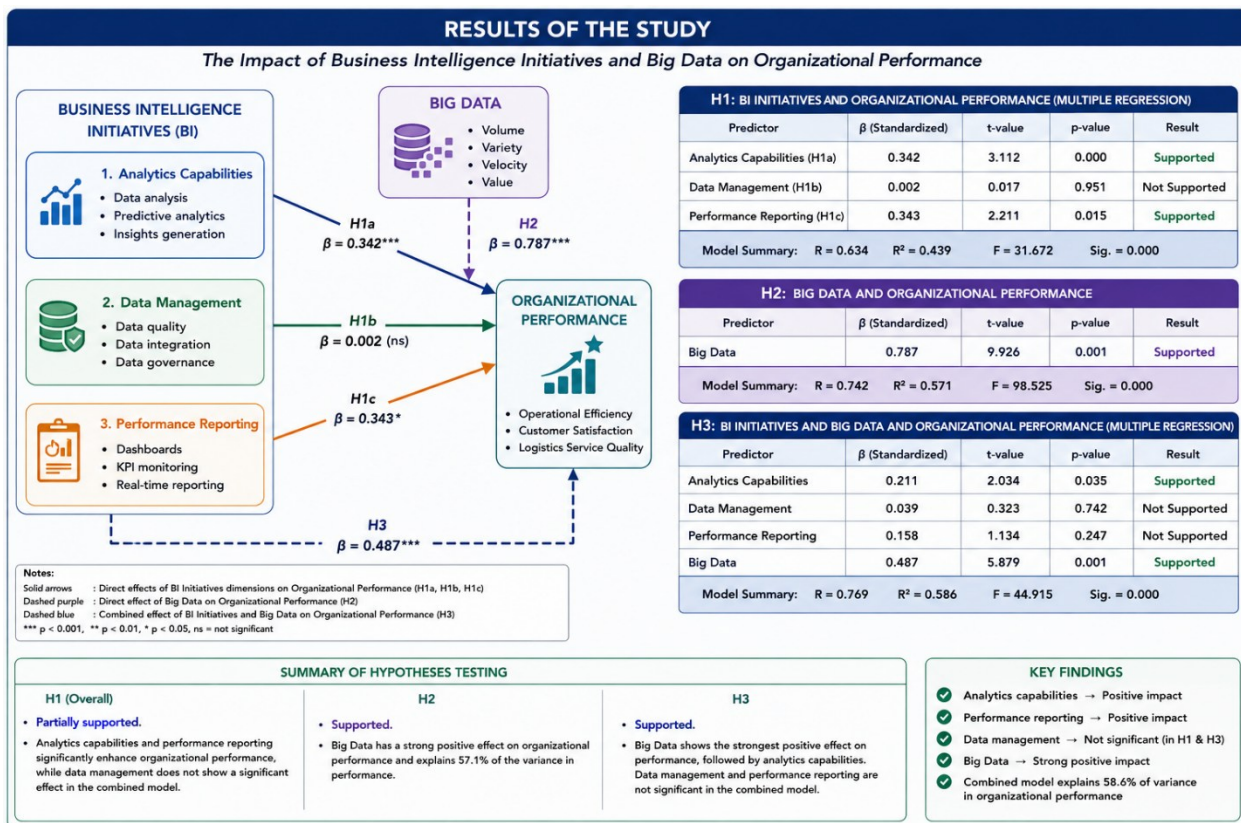 RESULTS OF THE STUDY
The Impact of Business Intelligence Initiatives and Big Data on Organizational Performance
BUSINESS INTELLIGENCE
INITIATIVES (BI)
1. Analytics Capabilities
• Data analysis
• Predictive analytics
• Insights generation
2. Data Management
• Data quality
• Data integration
• Data governance
3. Performance Reporting
• Dashboards
• KPI monitoring
• Real-time reporting
BIG DATA
• Volume
• Variety
• Velocity
• Value
H1a
β = 0.342***
H2
β = 0.787***
H1b
β = 0.002 (ns)
H1c
β = 0.343*
H3
β = 0.487***
ORGANIZATIONAL
PERFORMANCE
• Operational Efficiency
• Customer Satisfaction
• Logistics Service Quality
Notes:
Solid arrows : Direct effects of BI Initiatives dimensions on Organizational Performance (H1a, H1b, H1c)
Dashed purple : Direct effect of Big Data on Organizational Performance (H2)
Dashed blue : Combined effect of BI Initiatives and Big Data on Organizational Performance (H3)
*** p < 0.001, ** p < 0.01, * p < 0.05, ns = not significant
H1: BI INITIATIVES AND ORGANIZATIONAL PERFORMANCE (MULTIPLE REGRESSION)
Predictor β (Standardized) t-value p-value Result
Analytics Capabilities (H1a) 0.342 3.112 0.000 Supported
Data Management (H1b) 0.002 0.017 0.951 Not Supported
Performance Reporting (H1c) 0.343 2.211 0.015 Supported
Model Summary: R = 0.634 R² = 0.439 F = 31.672 Sig. = 0.000
H2: BIG DATA AND ORGANIZATIONAL PERFORMANCE
Predictor β (Standardized) t-value p-value Result
Big Data 0.787 9.926 0.001 Supported
Model Summary: R = 0.742 R² = 0.571 F = 98.525 Sig. = 0.000
H3: BI INITIATIVES AND BIG DATA AND ORGANIZATIONAL PERFORMANCE (MULTIPLE REGRESSION)
Predictor β (Standardized) t-value p-value Result
Analytics Capabilities 0.211 2.034 0.035 Supported
Data Management 0.039 0.323 0.742 Not Supported
Performance Reporting 0.158 1.134 0.247 Not Supported
Big Data 0.487 5.879 0.001 Supported
Model Summary: R = 0.769 R² = 0.586 F = 44.915 Sig. = 0.000
SUMMARY OF HYPOTHESES TESTING
H1 (Overall)
• Partially supported.
• Analytics capabilities and performance reporting
significantly enhance organizational performance,
while data management does not show a significant
effect in the combined model.
H2
• Supported.
• Big Data has a strong positive effect on organizational
performance and explains 57.1% of the variance in
performance.
H3
• Supported.
• Big Data shows the strongest positive effect on
performance, followed by analytics capabilities.
Data management and performance reporting are
not significant in the combined model.
KEY FINDINGS
Analytics capabilities → Positive impact
Performance reporting → Positive impact
Data management → Not significant (in H1 & H3)
Big Data → Strong positive impact
Combined model explains 58.6% of variance
in organizational performance